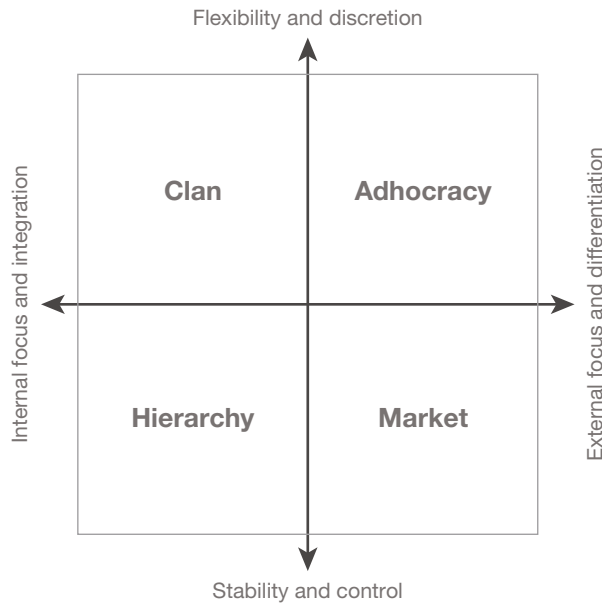 Flexibility and discretion
Internal focus and integration
Clan
Adhocracy
External focus and differentiation
Hierarchy
Market
Stability and control